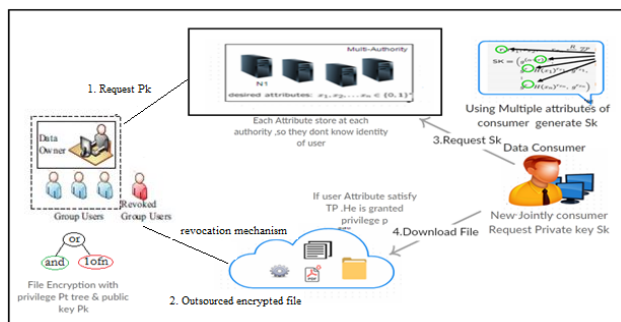 Multi-Authority
N1
desired attributes:
1. Request Pk
Each Attribute store at each
authority ,so they dont know identity
of user
SK =
Using Multiple attributes of
consumer generate Sk
3.Request Sk
Data Consumer
Data
Owner
Group Users
Revoked
Group Users
If user Attribute satisfy
TP .He is granted
privilege p
New Jointly consumer
Request Private key Sk
revocation mechanism
4.Download File
or
and
1ofn
File Encryption with
privilege Pt tree & public
key Pk
2. Outsourced encrypted file